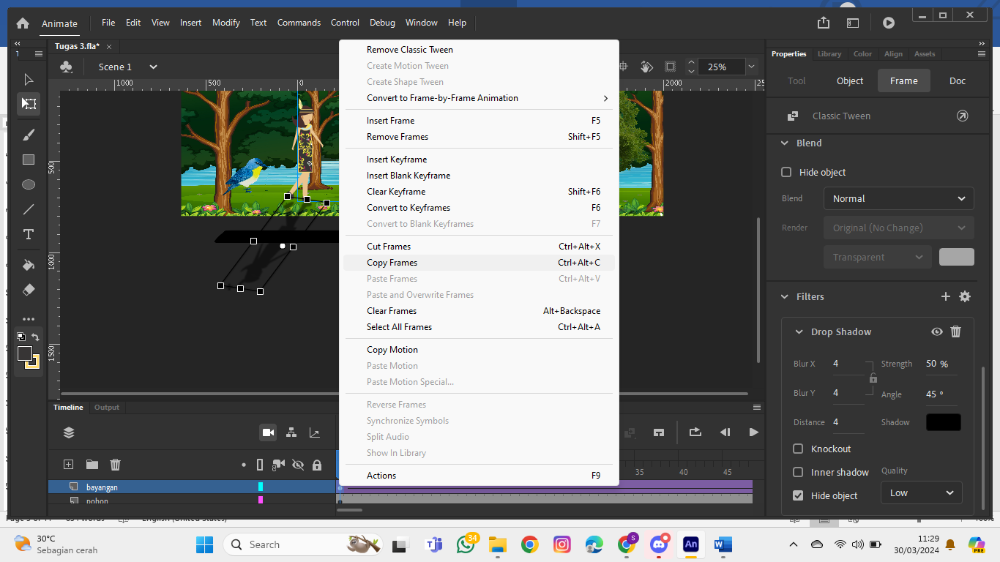 Animate
File Edit View Insert Modify Text Commands Control Debug Window Help
Tugas 3.fla*
Scene 1
25%
1
1000 500 0 2000
500
1000
1500
Remove Classic Tween
Create Motion Tween
Create Shape Tween
Convert to Frame-by-Frame Animation
Insert Frame F5
Remove Frames Shift+F5
Insert Keyframe
Insert Blank Keyframe
Clear Keyframe Shift+F6
Convert to Keyframes F6
Convert to Blank Keyframes F7
Cut Frames Ctrl+Alt+X
Copy Frames Ctrl+Alt+C
Paste Frames Ctrl+Alt+V
Paste and Overwrite Frames
Clear Frames Alt+Backspace
Select All Frames Ctrl+Alt+A
Copy Motion
Paste Motion
Paste Motion Special...
Reverse Frames
Synchronize Symbols
Split Audio
Show In Library
Actions F9
Properties Library Color Align Assets
Tool Object Frame Doc
Classic Tween
Blend
Hide object
Blend Normal
Render Original (No Change)
Transparent
Filters
Drop Shadow
Blur X 4 Strength 50 %
Blur Y 4 Angle 45 °
Distance 4 Shadow
Knockout
Inner shadow Quality
Hide object Low
Timeline Output
35 40 45
bayangan
pohon
English (United States)
30°C
Sebagian cerah
Search
34
S
An
PRE
11:29
30/03/2024